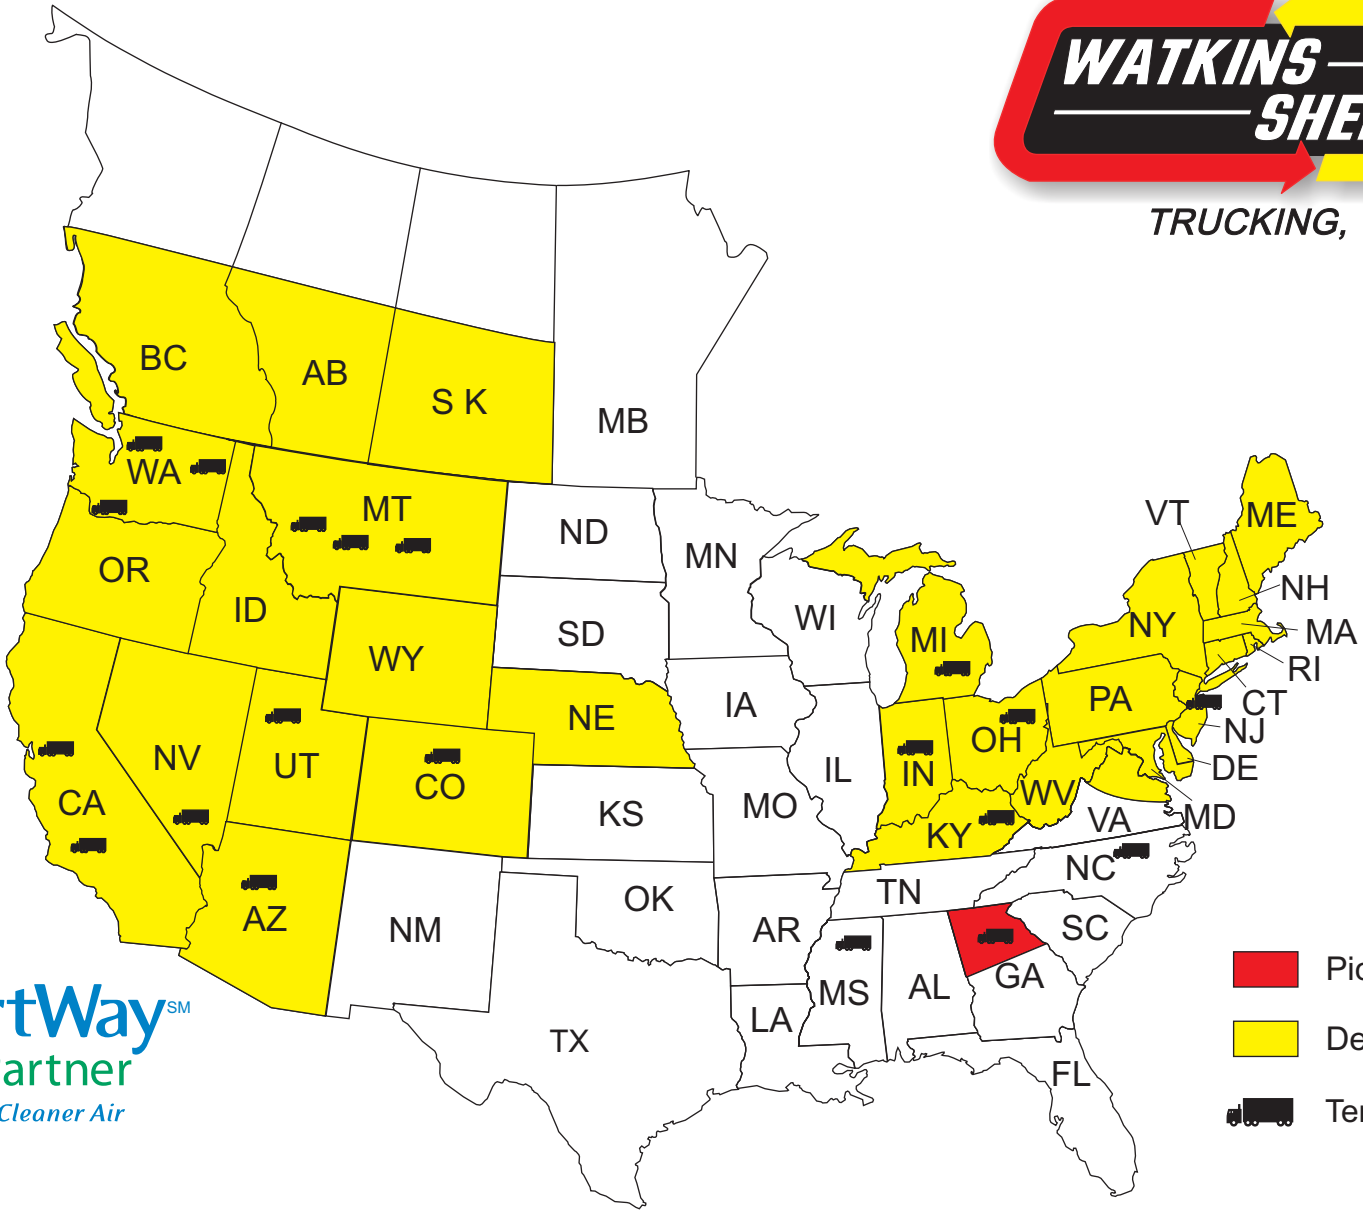 WATKINS
SHE
TRUCKING,
BC
AB
S K
MB
WA
MT
ND
MN
VT
ME
OR
ID
SD
WI
MI
NY
NH
MA
RI
WY
NE
IA
PA
CT
NJ
NV
UT
CO
IL
IN
OH
DE
CA
KS
MO
KY
WV
VA
MD
AZ
NM
OK
AR
TN
NC
SC
MS
AL
GA
TX
LA
FL
rtWay SM
artner
Cleaner Air
Pic
De
Ter